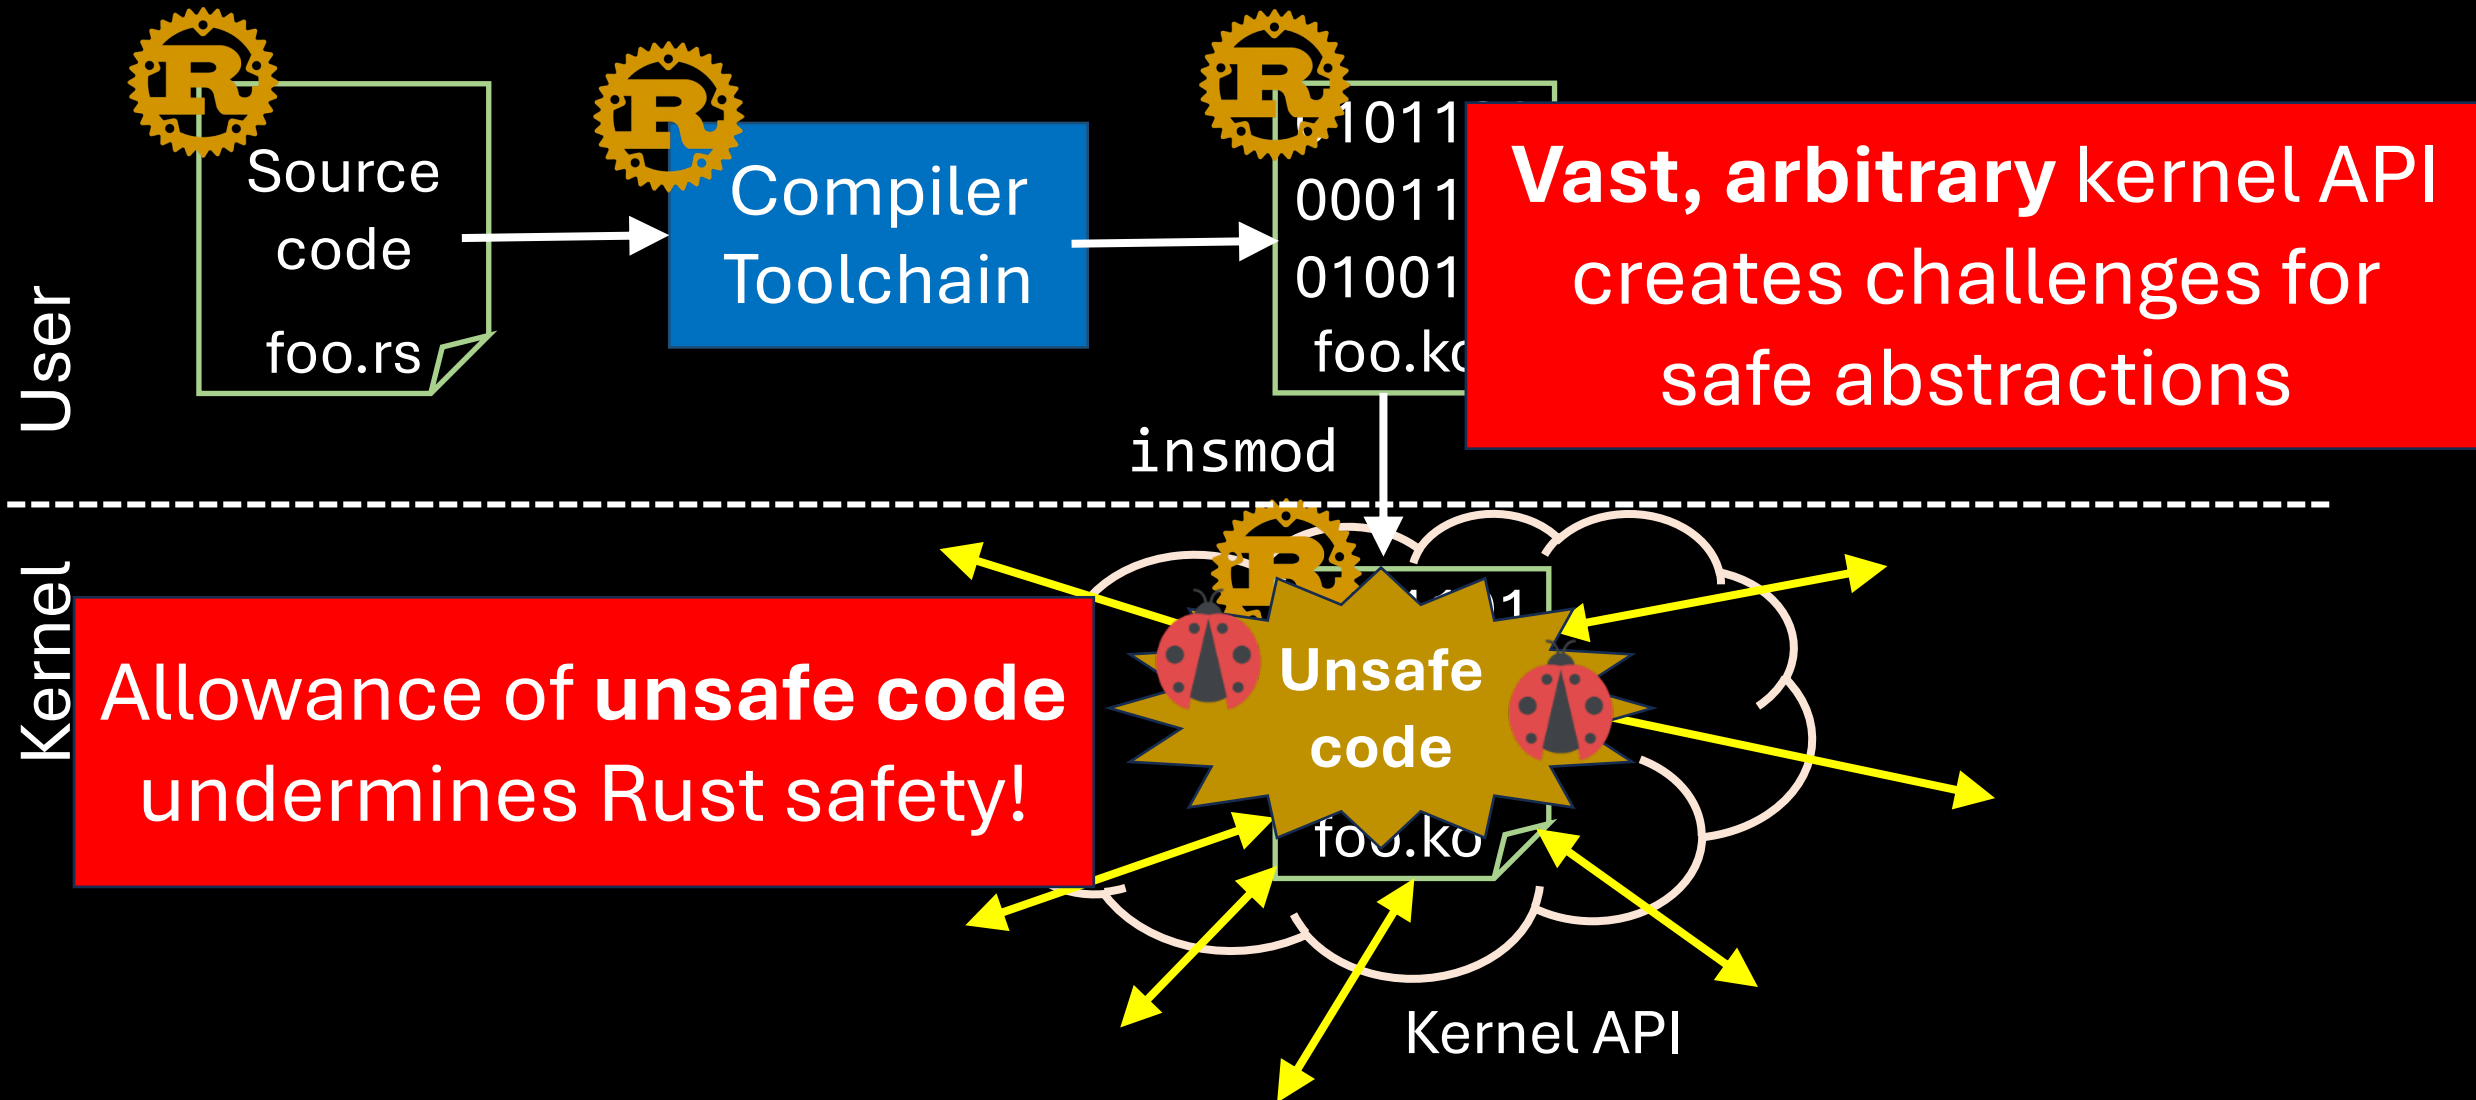 Source
code
foo.rs
Compiler
Toolchain
1011
00011
01001
foo.ko
Vast, arbitrary kernel API
creates challenges for
safe abstractions
User
insmod
Kernel
Allowance of unsafe code
undermines Rust safety!
Unsafe
code
foo.ko
Kernel API